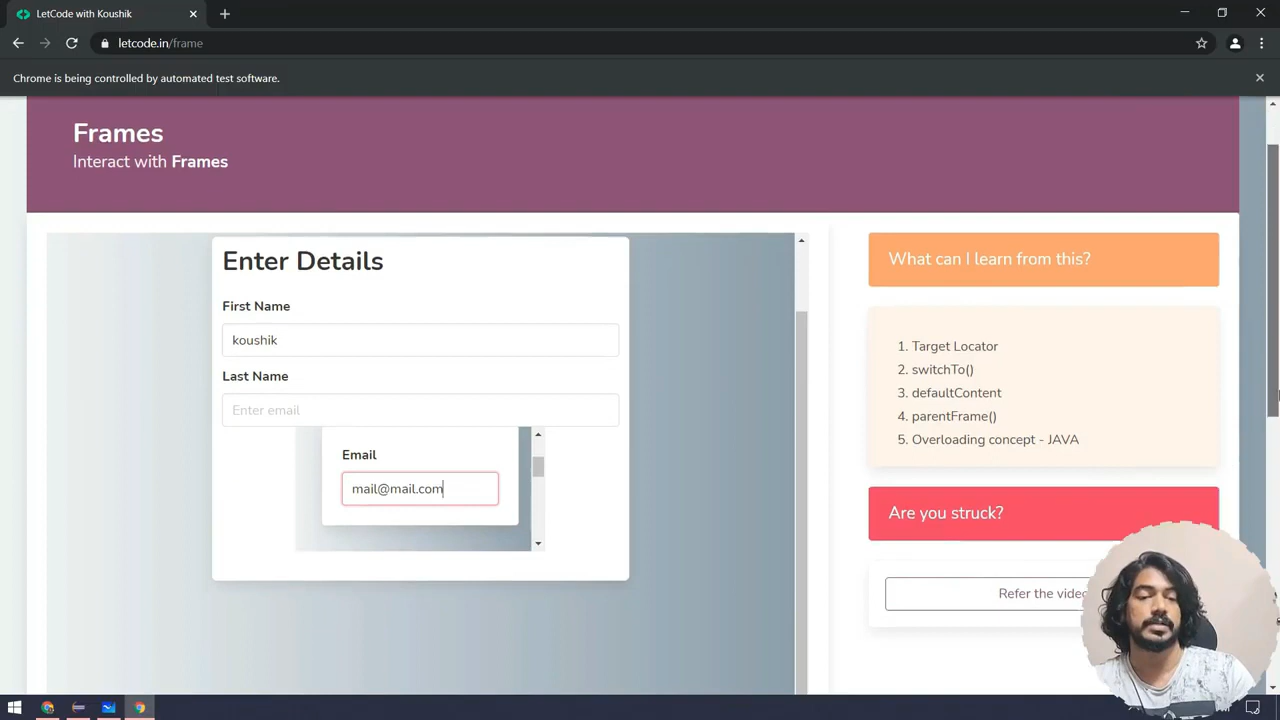 LetCode with Koushik
letcode.in/frame
Chrome is being controlled by automated test software.
Frames
Interact with Frames
Enter Details
First Name
koushik
Last Name
Enter email
Email
mail@mail.com
What can I learn from this?
1. Target Locator
2. switchTo()
3. defaultContent
4. parentFrame()
5. Overloading concept - JAVA
Are you struck?
Refer the video